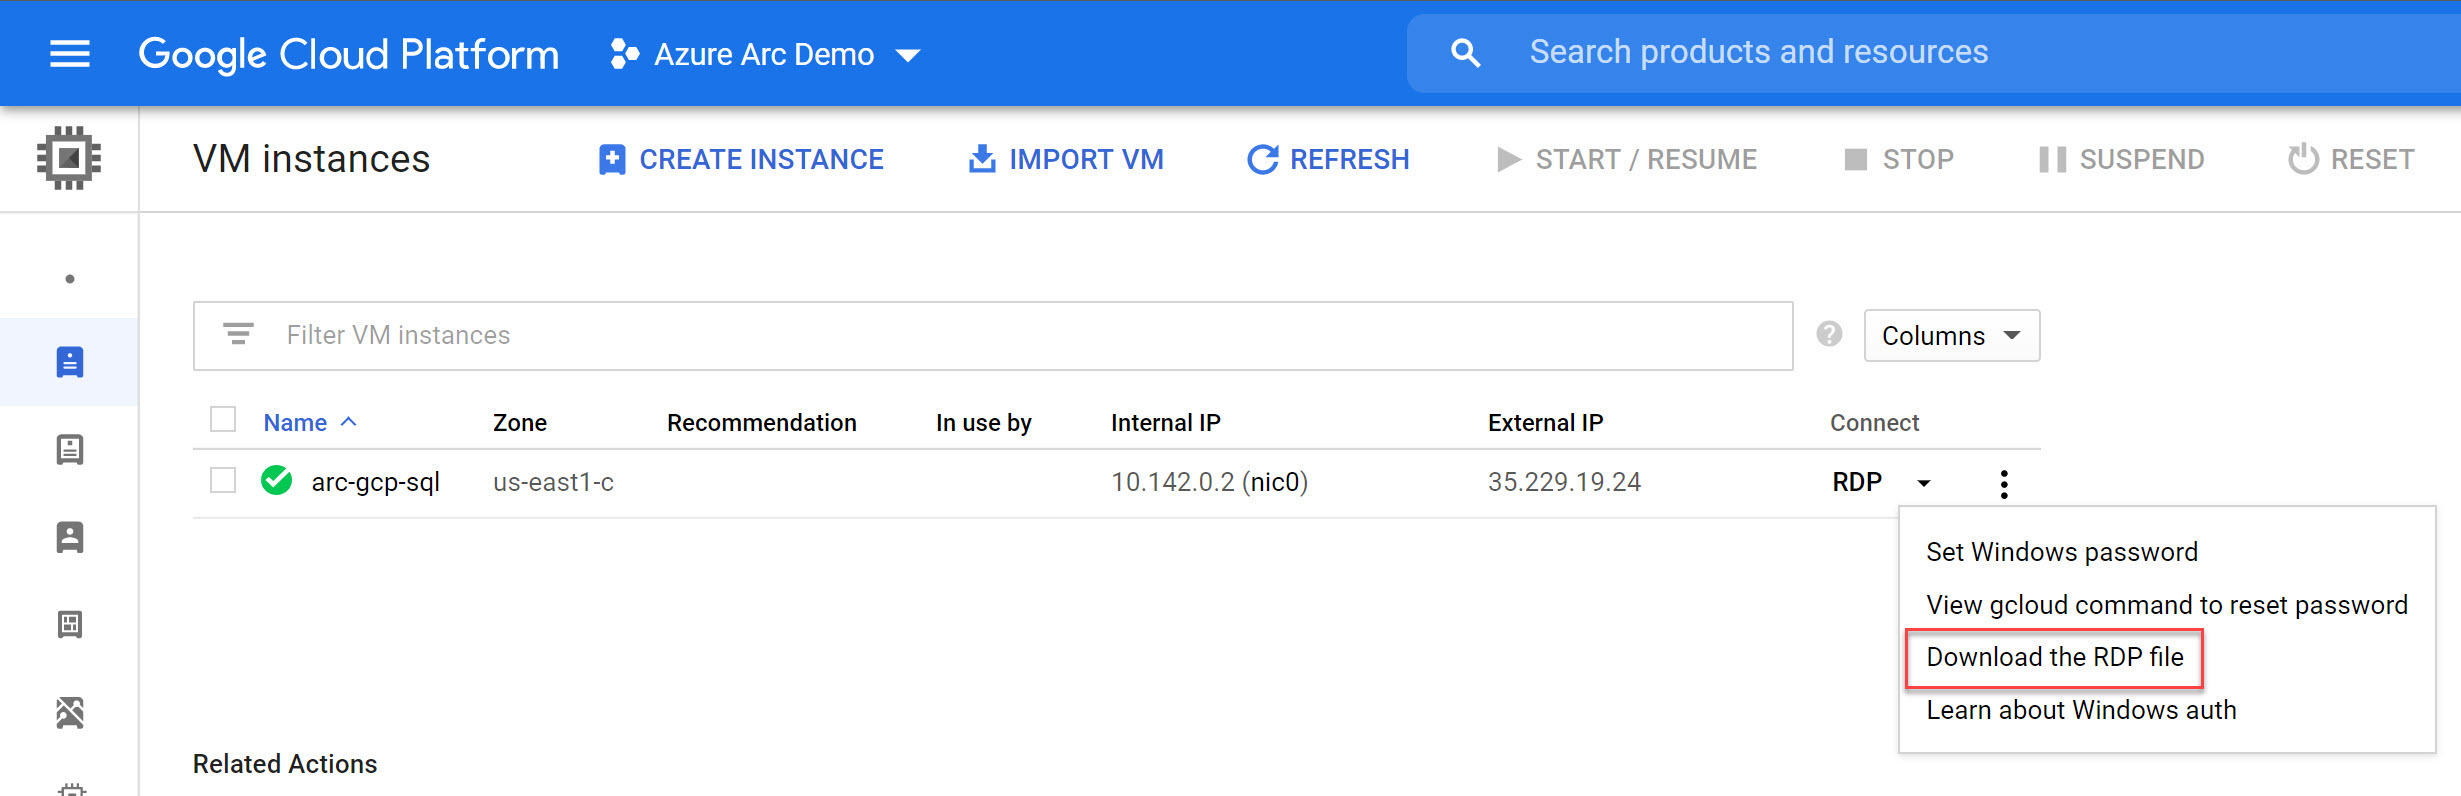 Google Cloud Platform
Azure Arc Demo
Search products and resources
VM instances
CREATE INSTANCE
IMPORT VM
REFRESH
START / RESUME
STOP
SUSPEND
RESET
Filter VM instances
?
Columns
Name Zone Recommendation In use by Internal IP External IP Connect
arc-gcp-sql us-east1-c 10.142.0.2 (nic0) 35.229.19.24 RDP
Set Windows password
View gcloud command to reset password
Download the RDP file
Learn about Windows auth
Related Actions